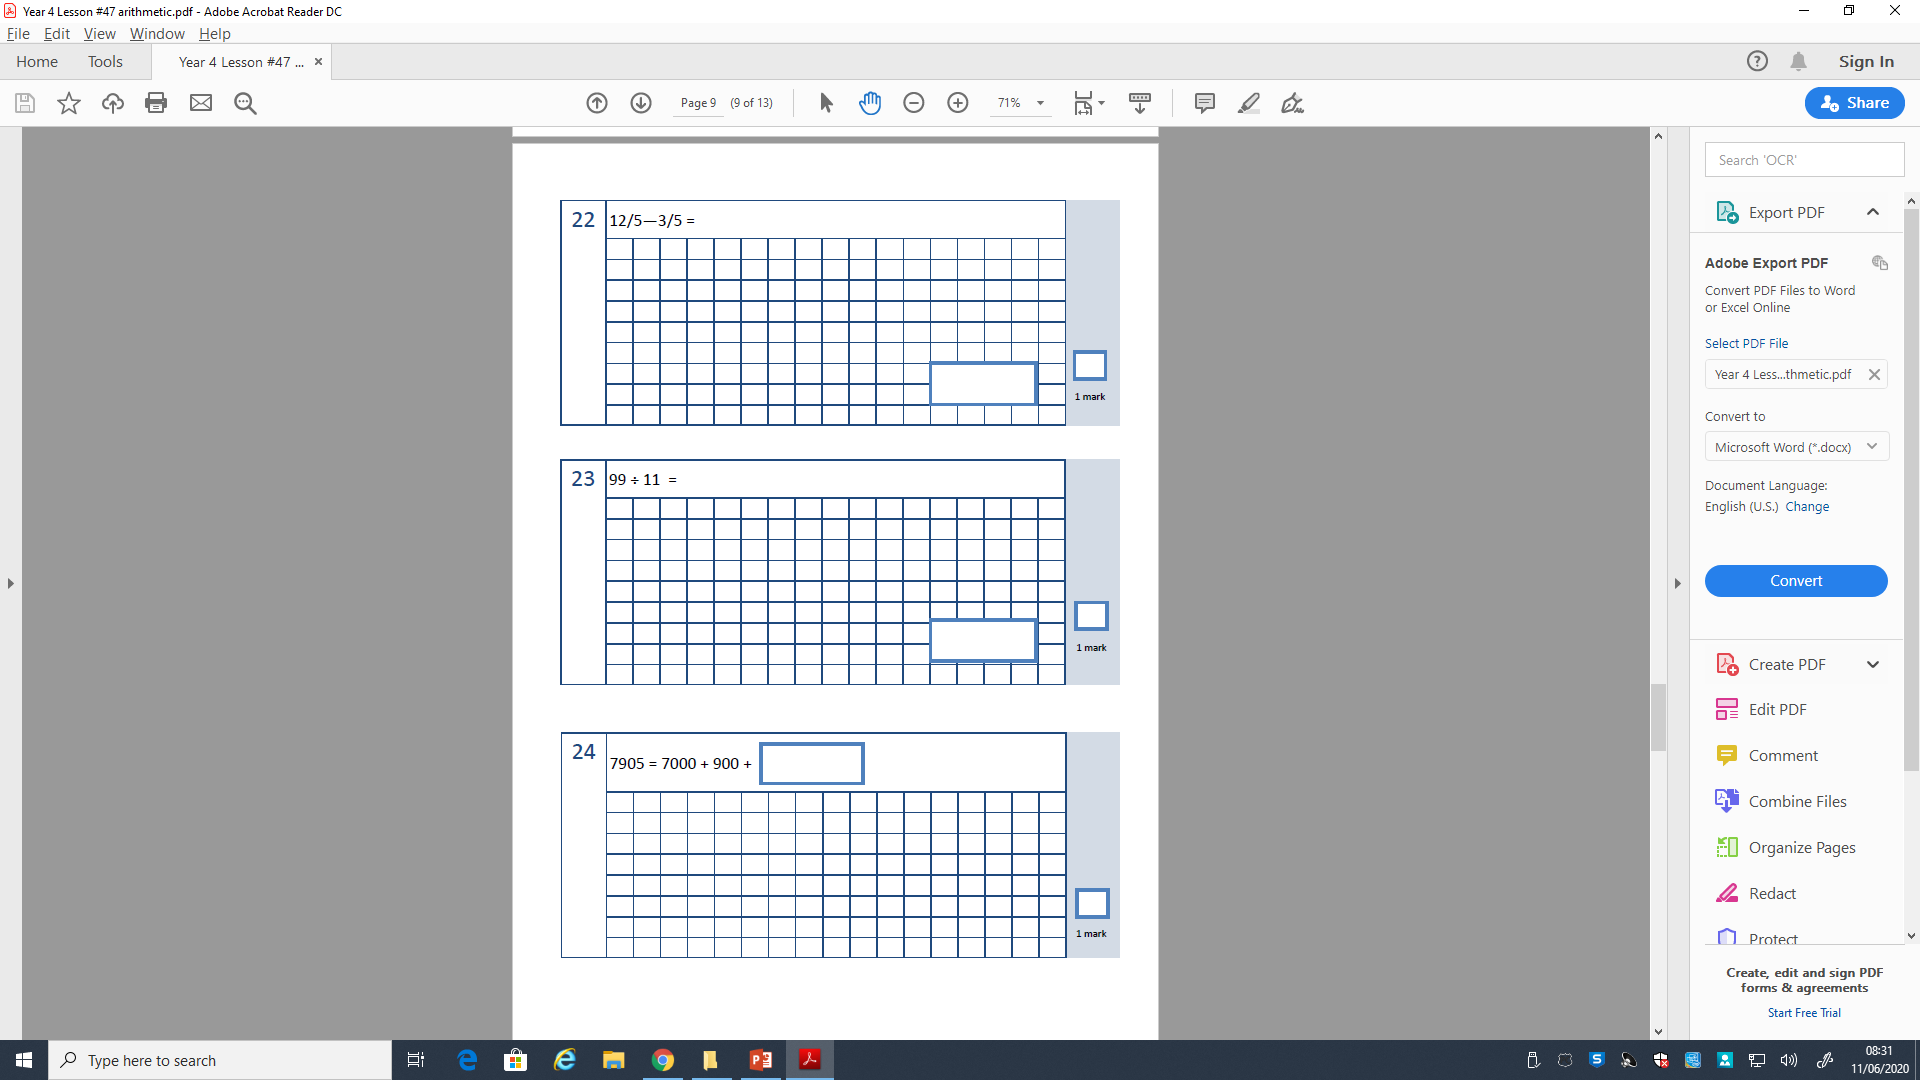 Year 4 Lesson #47 arithmetic.pdf - Adobe Acrobat Reader DC
File Edit View Window Help
Home Tools Year 4 Lesson #47 ... × Sign In
Page 9 (9 of 13) 71% Share
22 12/5—3/5 =
1 mark
23 99 ÷ 11 =
1 mark
24 7905 = 7000 + 900 +
1 mark
Search 'OCR'
Export PDF
Adobe Export PDF
Convert PDF Files to Word
or Excel Online
Select PDF File
Year 4 Less...thmetic.pdf
Convert to
Microsoft Word (*.docx)
Document Language:
English (U.S.) Change
Convert
Create PDF
Edit PDF
Comment
Combine Files
Organize Pages
Redact
Protect
Create, edit and sign PDF
forms & agreements
Start Free Trial
Type here to search
08:31
11/06/2020